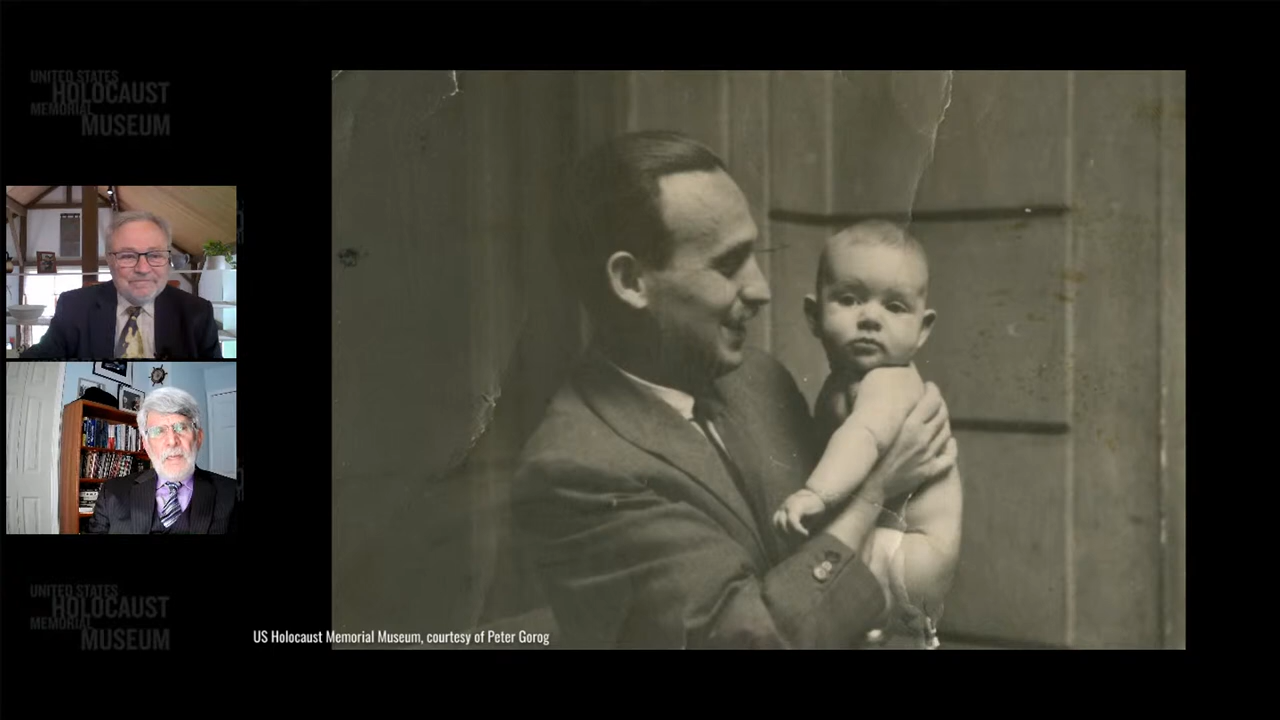 UNITED STATES
HOLOCAUST
MEMORIAL
MUSEUM
US Holocaust Memorial Museum, courtesy of Peter Gorog
UNITED STATES
HOLOCAUST
MEMORIAL
MUSEUM